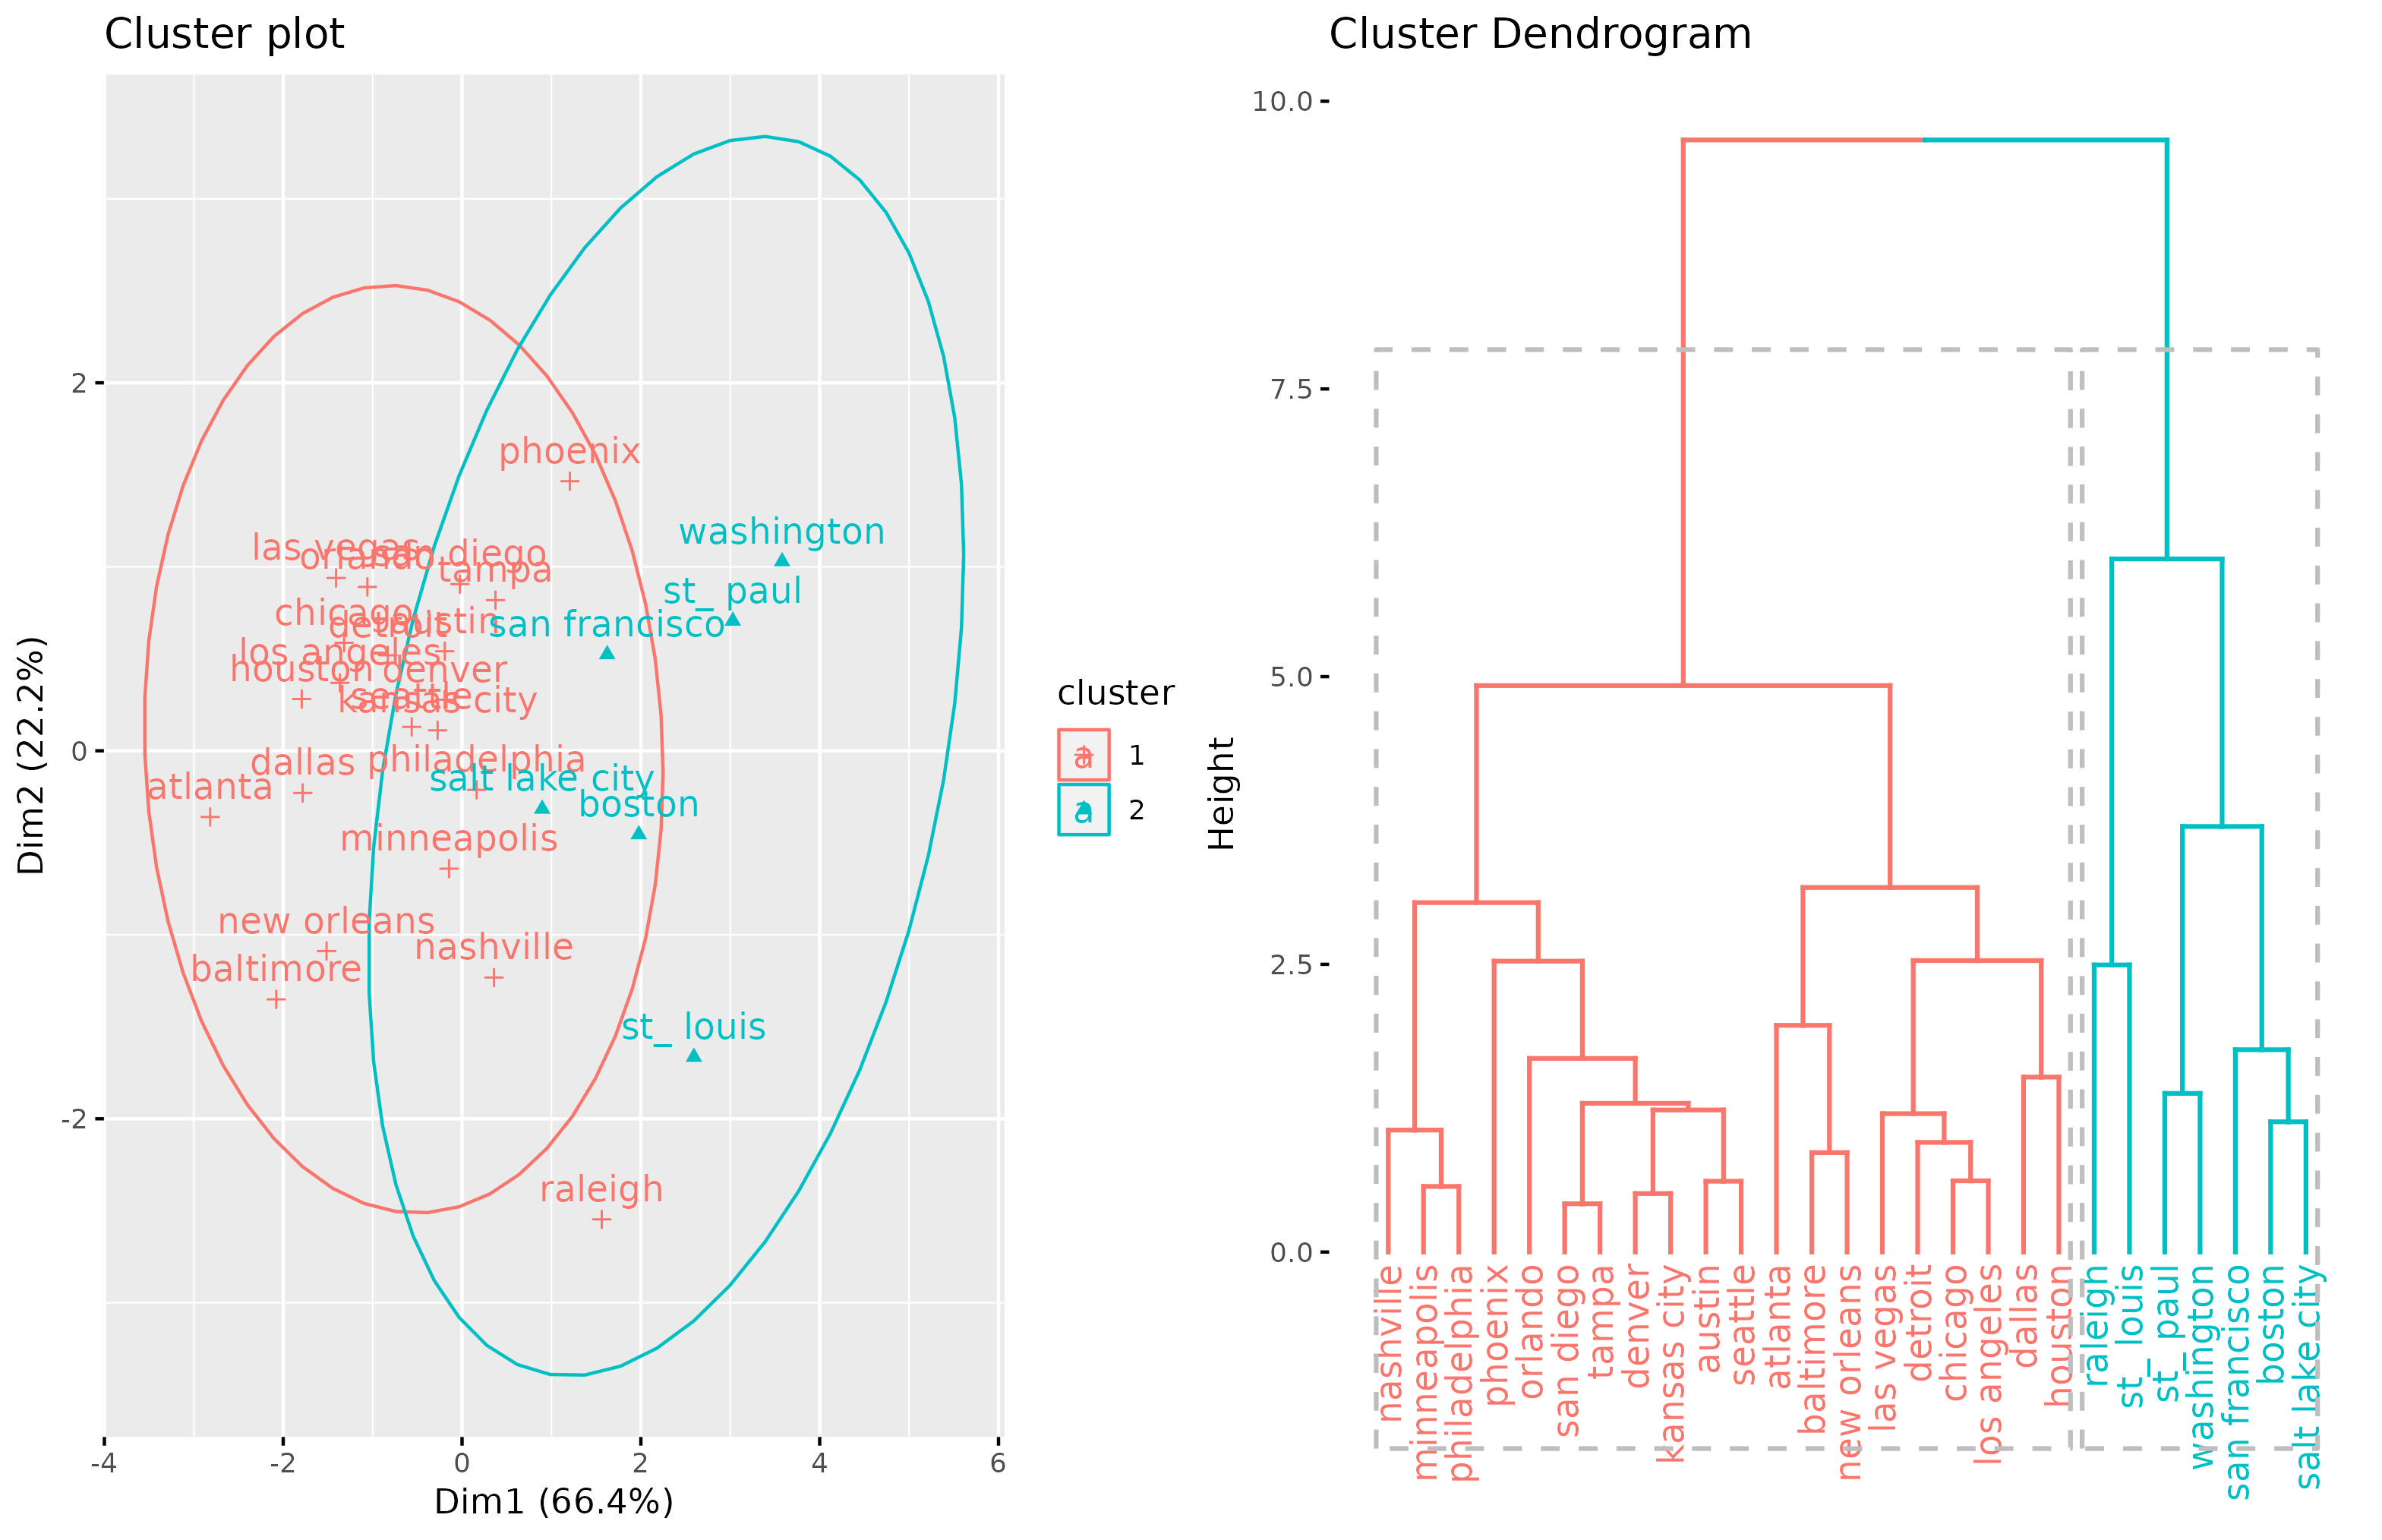 Cluster plot
Dim2 (22.2%)
2
0
-2
phoenix
washington
las vegas
orlando
san diego
tampa
st_ paul
chicago
detroit
austin
san francisco
los angeles
houston
denver
seattle
kansas city
dallas
philadelphia
salt lake city
atlanta
boston
minneapolis
new orleans
nashville
baltimore
st_ louis
raleigh
-4
-2
0
2
4
6
Dim1 (66.4%)
cluster
a 1
a 2
Cluster Dendrogram
Height
10.0
7.5
5.0
2.5
0.0
nashville
minneapolis
philadelphia
phoenix
orlando
san diego
tampa
denver
kansas city
austin
seattle
atlanta
baltimore
new orleans
las vegas
detroit
chicago
los angeles
dallas
houston
raleigh
st_ louis
st_ paul
washington
san francisco
boston
salt lake city